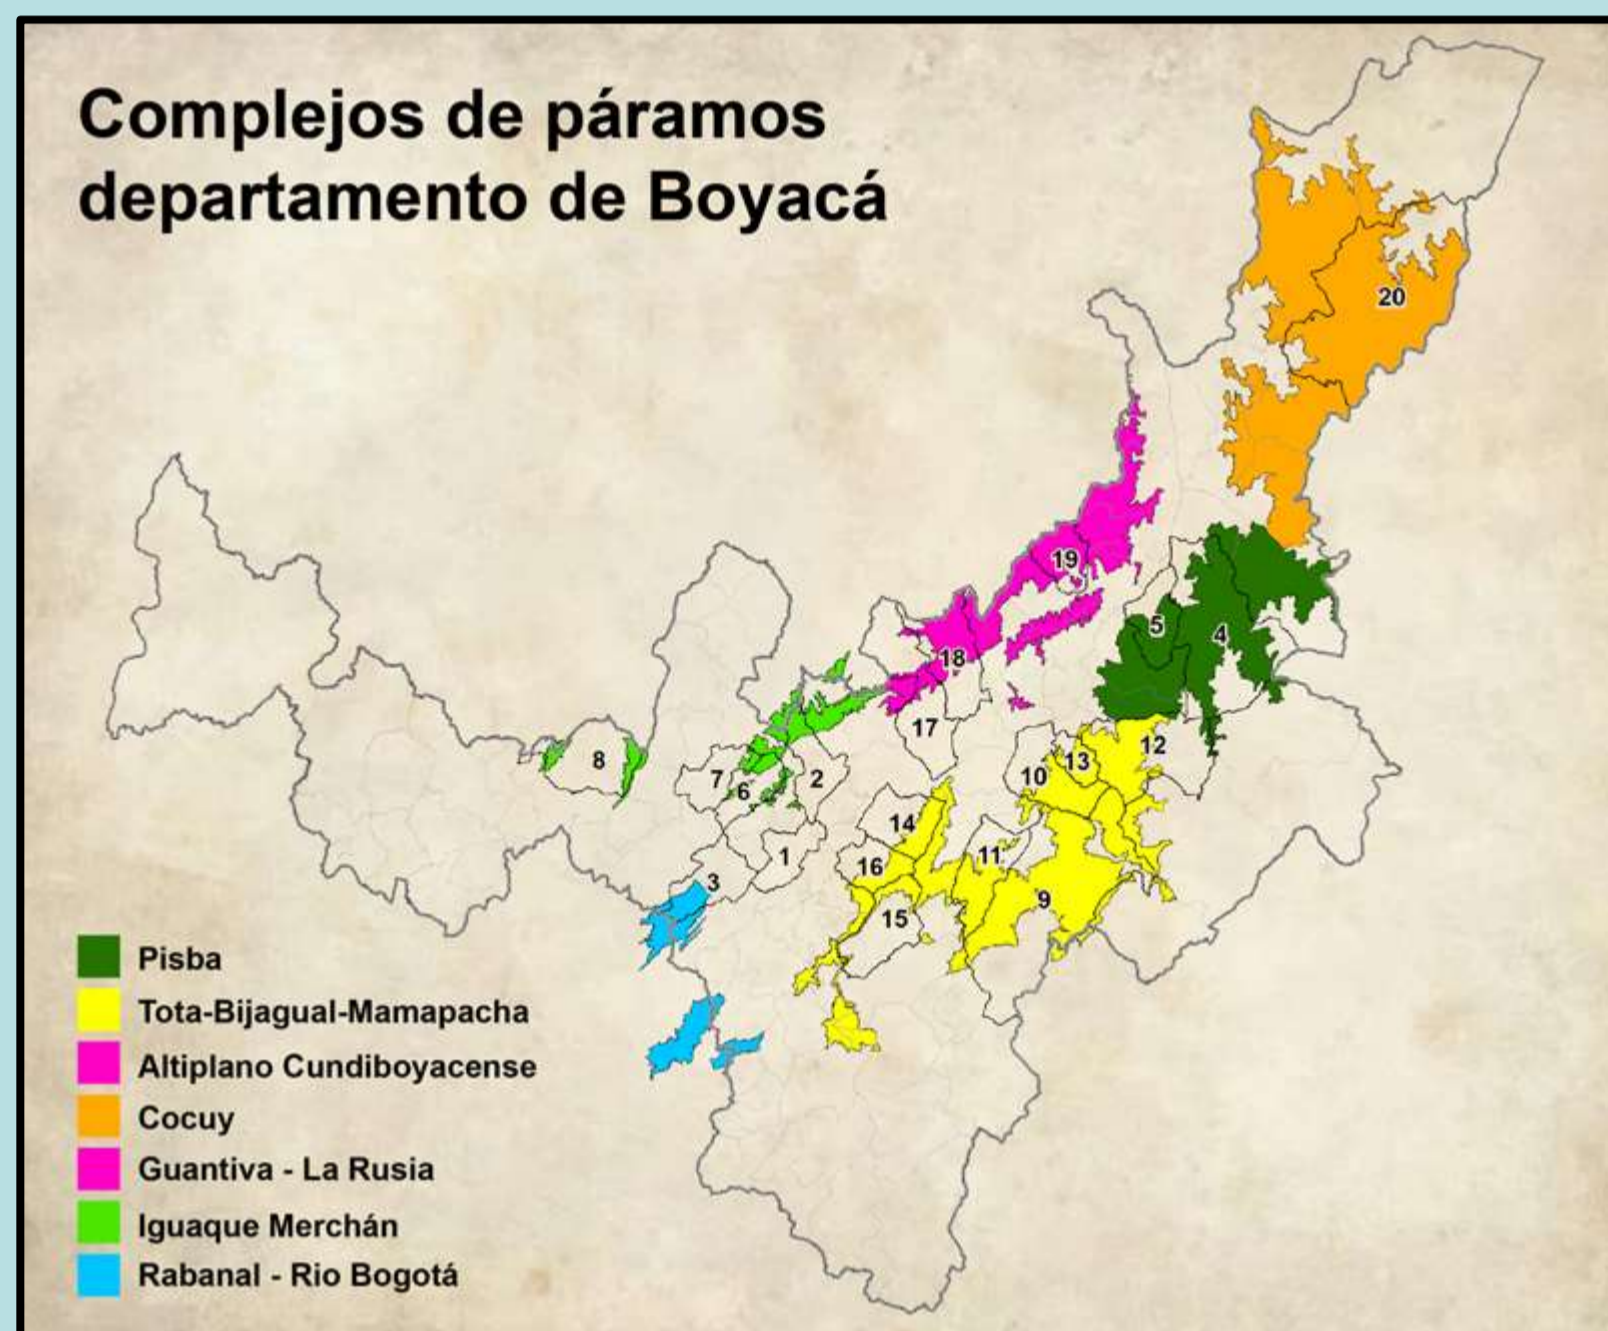 Complejos de páramos
departamento de Boyacá
20
19
5
4
18
17
12
8
7
6
2
10
13
14
1
11
16
3
9
15
Pisba
Tota-Bijagual-Mamapacha
Altiplano Cundiboyacense
Cocuy
Guantiva - La Rusia
Iguaque Merchán
Rabanal - Rio Bogotá